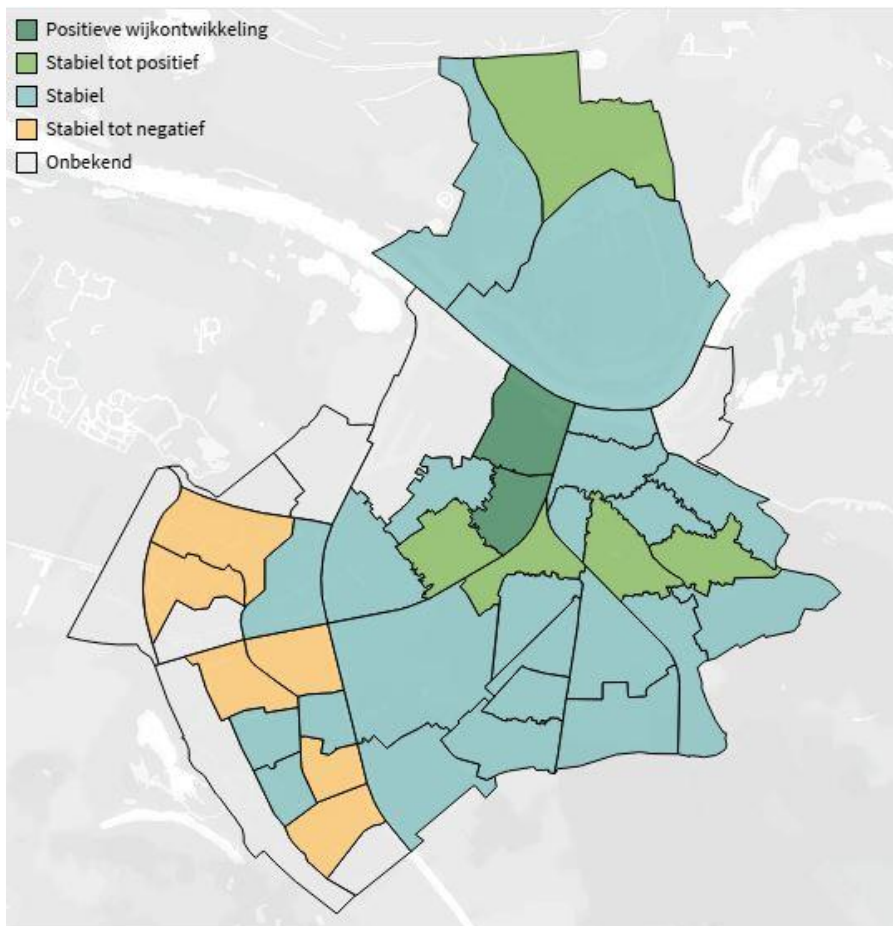 Positieve wijkontwikkeling
Stabiel tot positief
Stabiel
Stabiel tot negatief
Onbekend